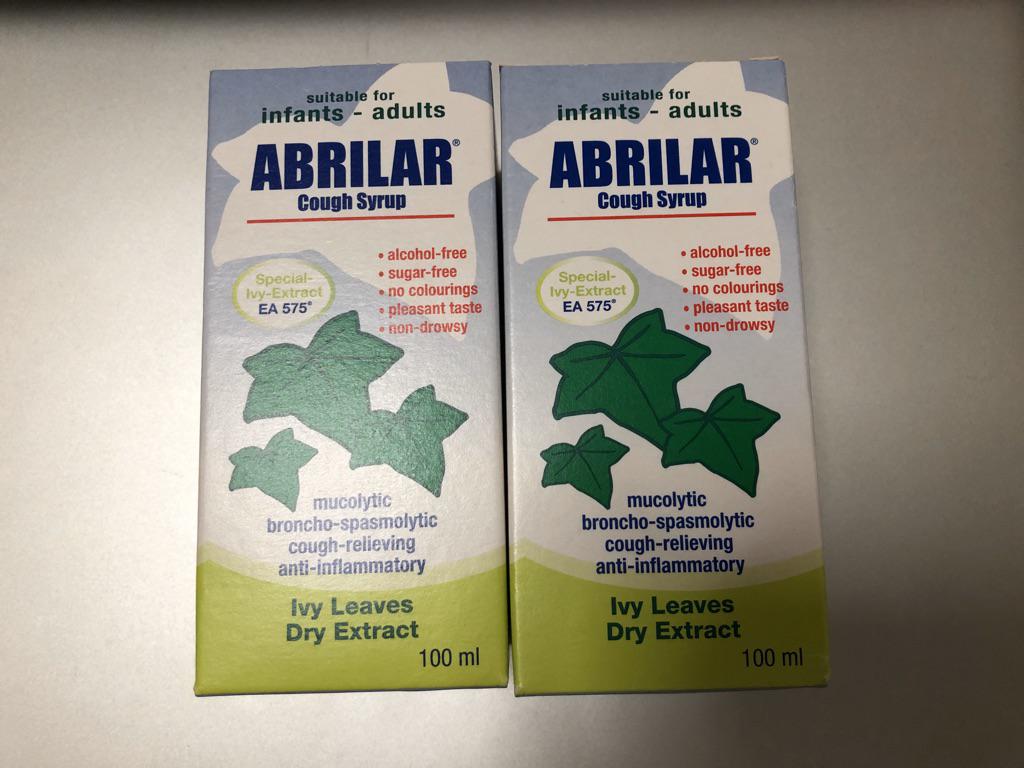 suitable for
infants - adults
ABRILAR®
Cough Syrup
• alcohol-free
• sugar-free
• no colourings
• pleasant taste
• non-drowsy
Special-
Ivy-Extract
EA 575®
mucolytic
broncho-spasmolytic
cough-relieving
anti-inflammatory
Ivy Leaves
Dry Extract
100 ml
suitable for
infants - adults
ABRILAR®
Cough Syrup
• alcohol-free
• sugar-free
• no colourings
• pleasant taste
• non-drowsy
Special-
Ivy-Extract
EA 575®
mucolytic
broncho-spasmolytic
cough-relieving
anti-inflammatory
Ivy Leaves
Dry Extract
100 ml